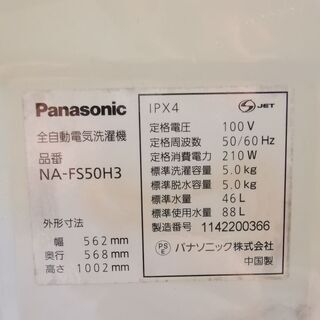 Panasonic
全自動電気洗濯機
品番
NA-FS50H3
外形寸法
幅 562mm
奥行 568mm
高さ 1002mm
IPX4
S JET
定格電圧 100V
定格周波数 50/60Hz
定格消費電力 210W
標準洗濯容量 5.0kg
標準脱水容量 5.0kg
標準水量 46L
標準使用水量 88L
製造番号 1142200366
PSE パナソニック株式会社
中国製